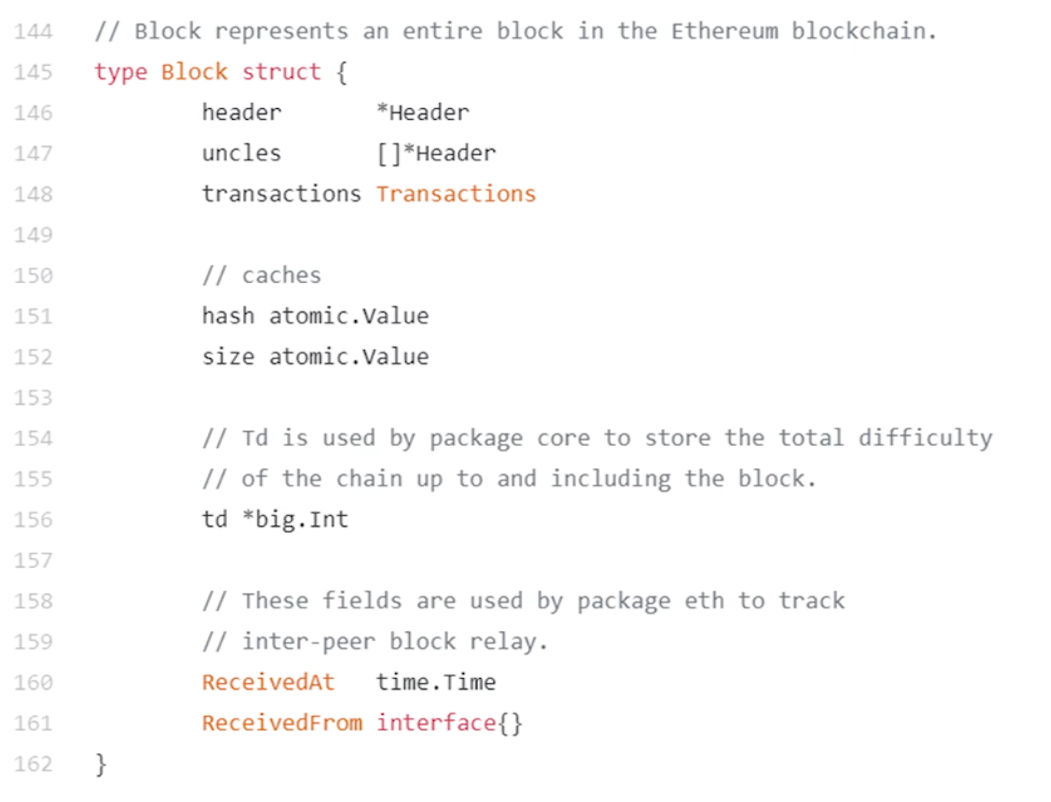 144 // Block represents an entire block in the Ethereum blockchain.
145 type Block struct {
146 header *Header
147 uncles []*Header
148 transactions Transactions
149
150 // caches
151 hash atomic.Value
152 size atomic.Value
153
154 // Td is used by package core to store the total difficulty
155 // of the chain up to and including the block.
156 td *big.Int
157
158 // These fields are used by package eth to track
159 // inter-peer block relay.
160 ReceivedAt time.Time
161 ReceivedFrom interface{}
162 }